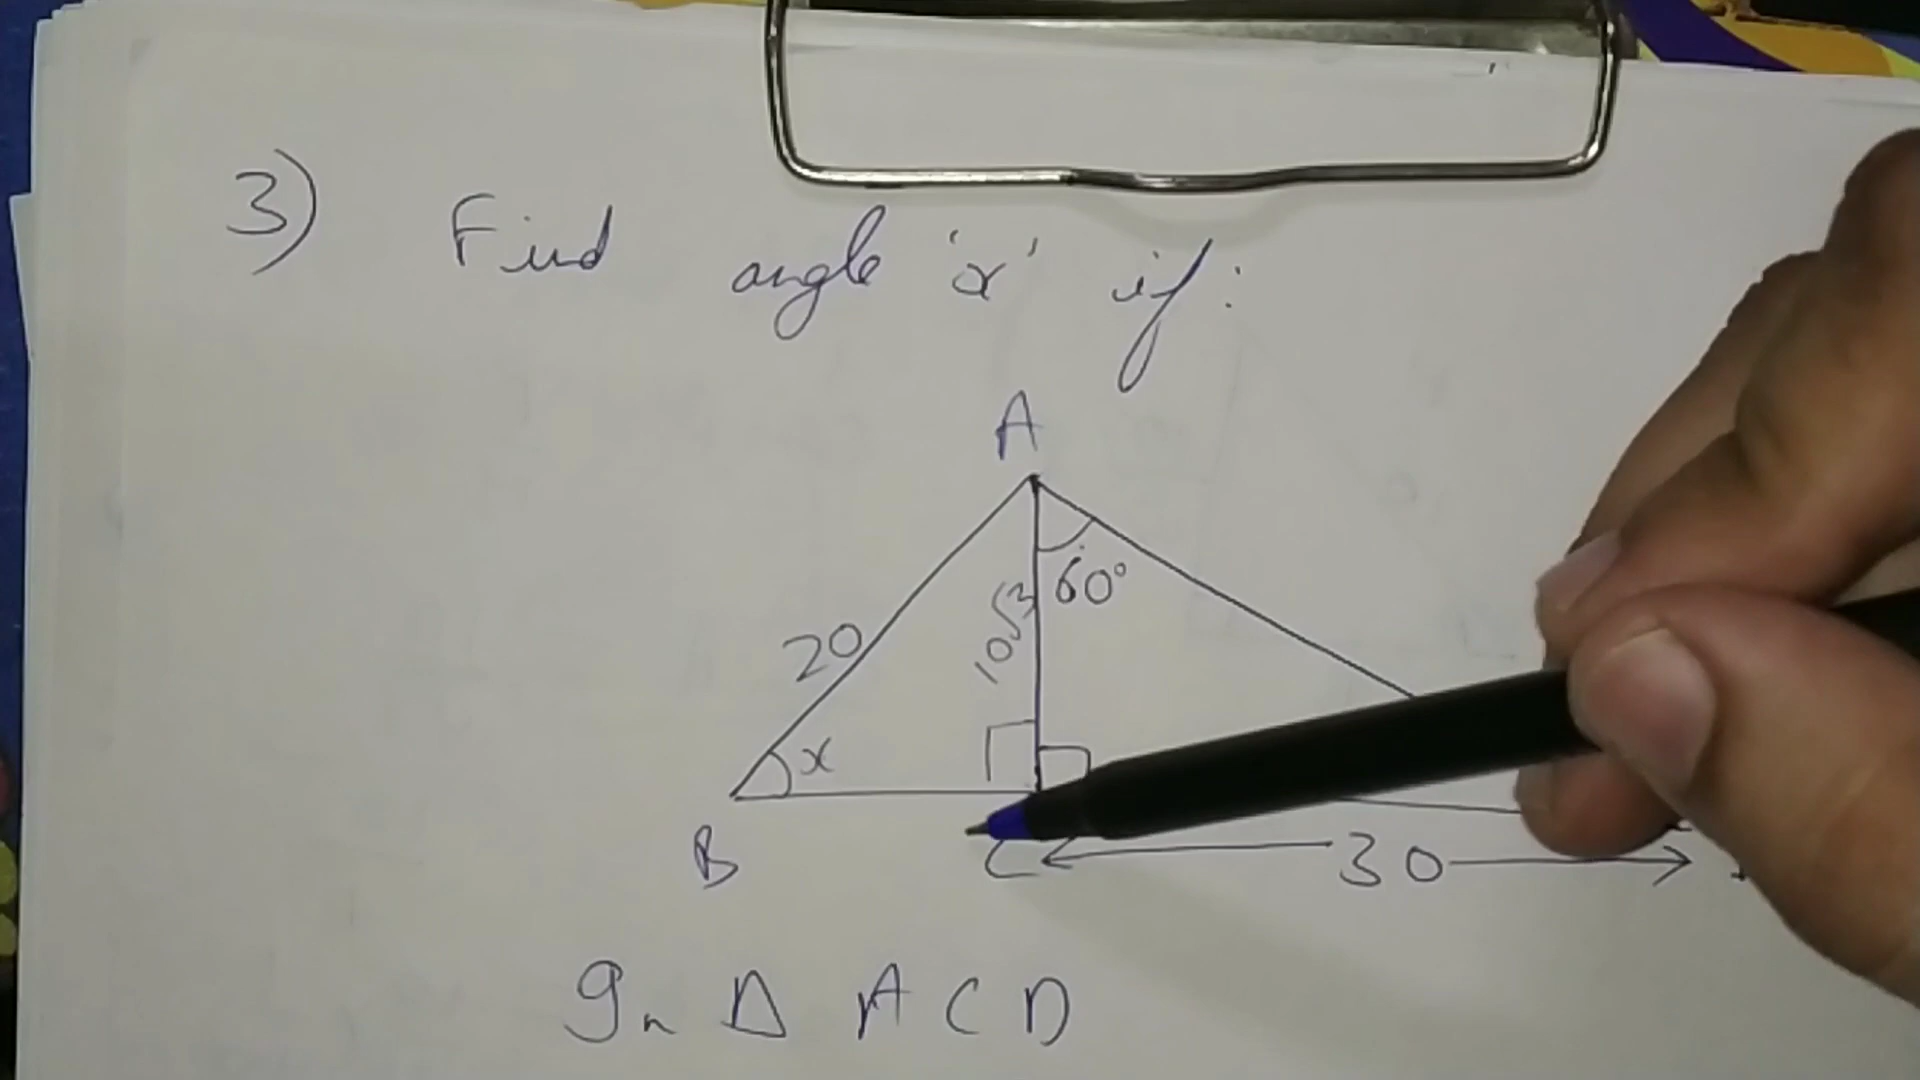 3) Find angle 'x' if:
A
60°
10√3
20
x
B
C
30
In Δ ACD